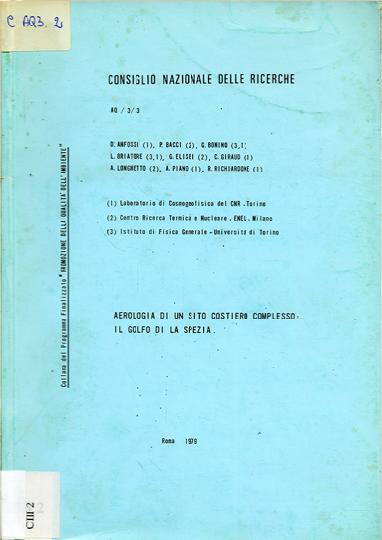 C AQ3. 2
CONSIGLIO NAZIONALE DELLE RICERCHE
AQ / 3/3
D. ANFOSSI (1), P. BACCI (2), G. BONINO (3,1)
L. BRIATORE (3,1), G. ELISEI (2), C. GIRAUD (1)
A. LONGHETTO (2), A. PIANO (1), R. RICHIARDONE (1)
(1) Laboratorio di Cosmogeofisica del CNR - Torino
(2) Centro Ricerca Termica e Nucleare . ENEL . Milano
(3) Istituto di Fisica Generale - Università di Torino
Collana del Programma Finalizzato " PROMOZIONE DELLA QUALITA' DELL'AMBIENTE"
AEROLOGIA DI UN SITO COSTIERO COMPLESSO:
IL GOLFO DI LA SPEZIA.
Roma 1979
CIII-2